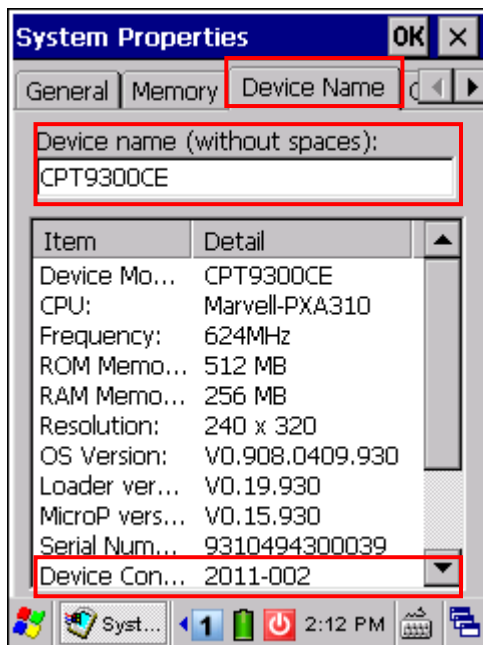 System Properties OK ×
General Memory Device Name
Device name (without spaces):
CPT9300CE
Item Detail
Device Mo... CPT9300CE
CPU: Marvell-PXA310
Frequency: 624MHz
ROM Memo... 512 MB
RAM Memo... 256 MB
Resolution: 240 x 320
OS Version: V0.908.0409.930
Loader ver... V0.19.930
MicroP vers... V0.15.930
Serial Num... 9310494300039
Device Con... 2011-002
Syst... 1 2:12 PM